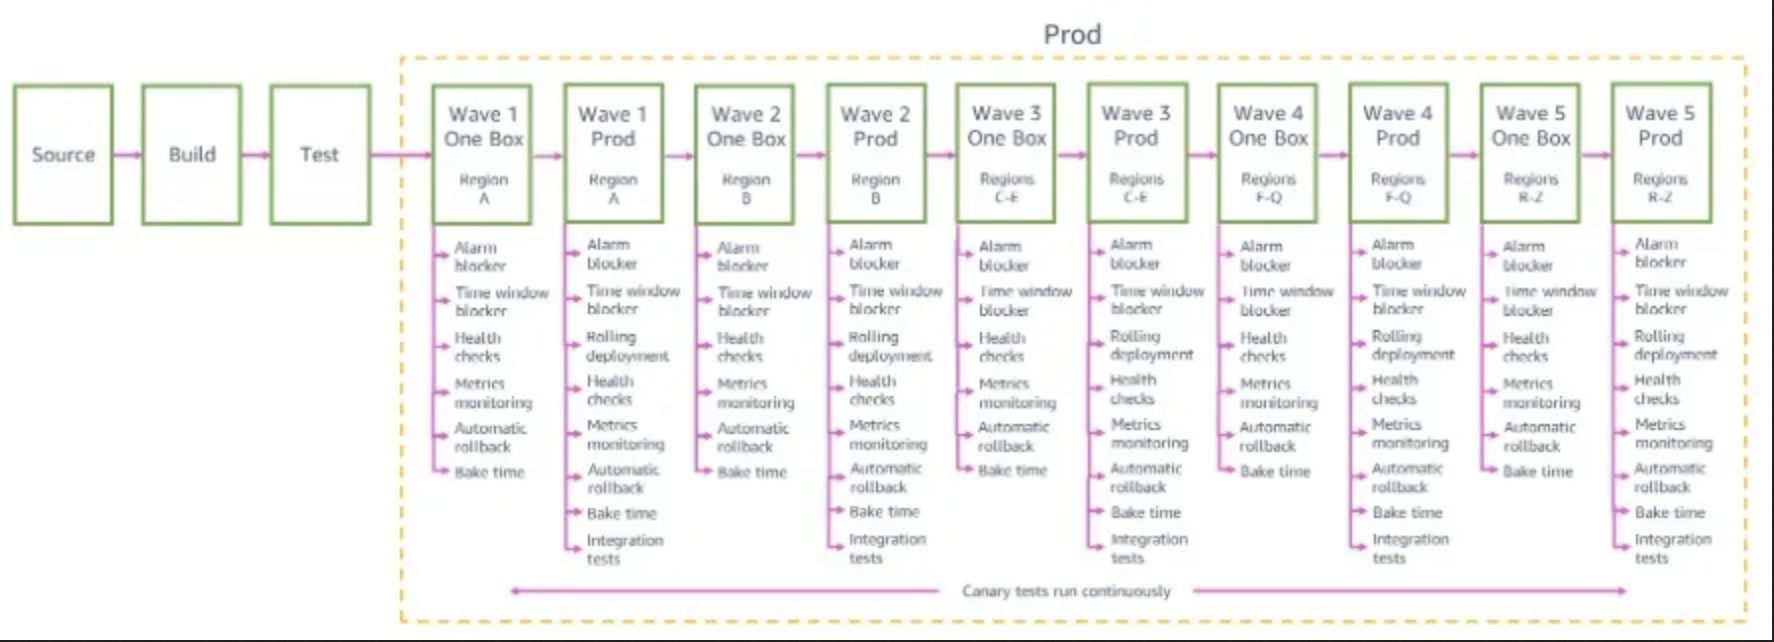 Prod
Source
Build
Test
Wave 1
One Box
Region
A
Wave 1
Prod
Region
A
Wave 2
One Box
Region
B
Wave 2
Prod
Region
B
Wave 3
One Box
Regions
C-E
Wave 3
Prod
Regions
C-E
Wave 4
One Box
Regions
F-Q
Wave 4
Prod
Regions
F-Q
Wave 5
One Box
Regions
R-Z
Wave 5
Prod
Regions
R-Z
Alarm
blocker
Time window
blocker
Health
checks
Metrics
monitoring
Automatic
rollback
Bake time
Alarm
blocker
Time window
blocker
Rolling
deployment
Health
checks
Metrics
monitoring
Automatic
rollback
Bake time
Integration
tests
Alarm
blocker
Time window
blocker
Health
checks
Metrics
monitoring
Automatic
rollback
Bake time
Alarm
blocker
Time window
blocker
Rolling
deployment
Health
checks
Metrics
monitoring
Automatic
rollback
Bake time
Integration
tests
Alarm
blocker
Time window
blocker
Health
checks
Metrics
monitoring
Automatic
rollback
Bake time
Alarm
blocker
Time window
blocker
Rolling
deployment
Health
checks
Metrics
monitoring
Automatic
rollback
Bake time
Integration
tests
Alarm
blocker
Time window
blocker
Health
checks
Metrics
monitoring
Automatic
rollback
Bake time
Alarm
blocker
Time window
blocker
Rolling
deployment
Health
checks
Metrics
monitoring
Automatic
rollback
Bake time
Integration
tests
Alarm
blocker
Time window
blocker
Health
checks
Metrics
monitoring
Automatic
rollback
Bake time
Alarm
blocker
Time window
blocker
Rolling
deployment
Health
checks
Metrics
monitoring
Automatic
rollback
Bake time
Integration
tests
Canary tests run continuously